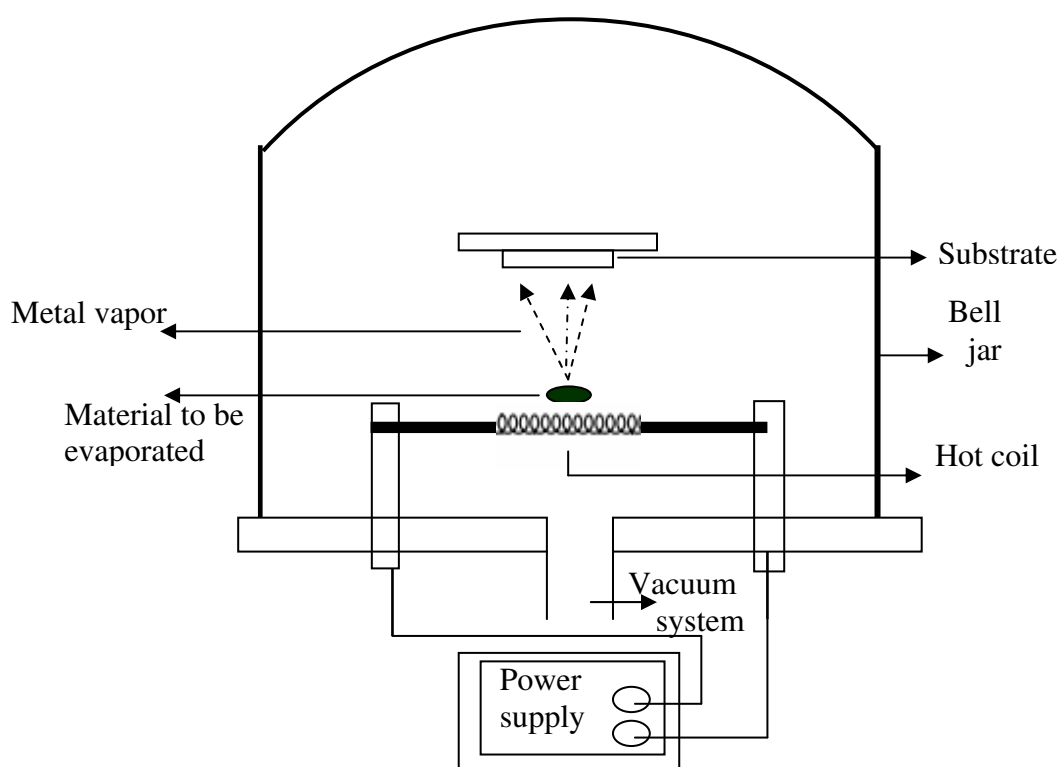 Substrate
Metal vapor
Bell
jar
Material to be
evaporated
Hot coil
Vacuum
system
Power
supply